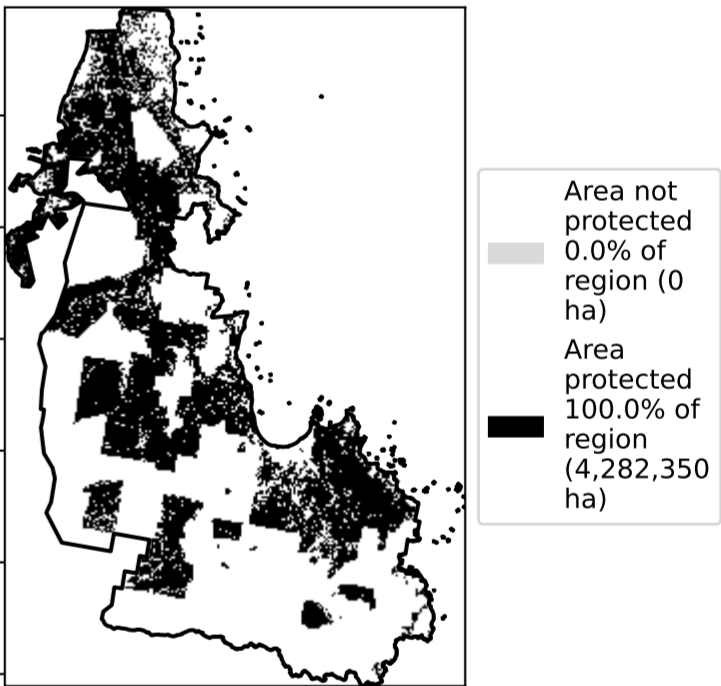 Area not
protected
0.0% of
region (0
ha)
Area
protected
100.0% of
region
(4,282,350
ha)